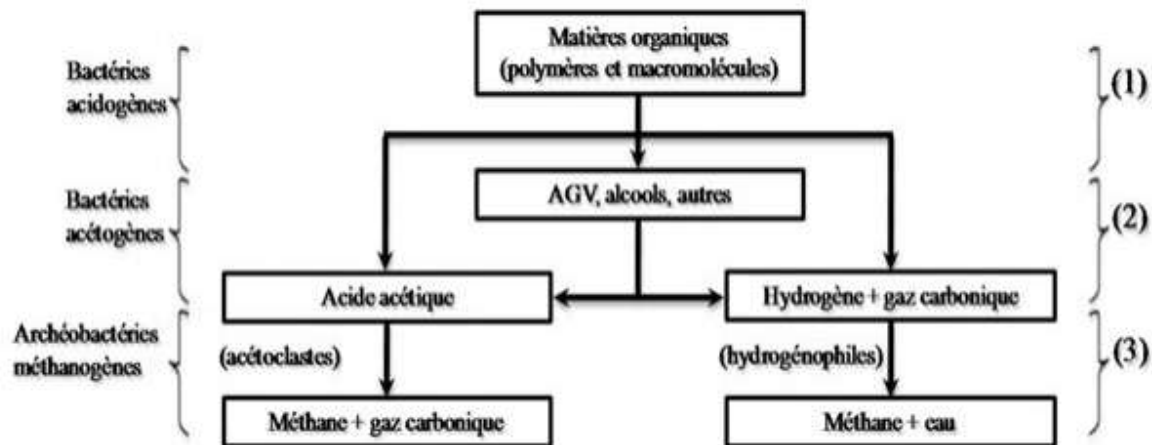 Matières organiques
(polymères et macromolécules)
Bactéries
acidogènes
(1)
AGV, alcools, autres
Bactéries
acétogènes
(2)
Acide acétique
Hydrogène + gaz carbonique
Archéobactéries
méthanogènes
(acétoclastes)
(hydrogénophiles)
(3)
Méthane + gaz carbonique
Méthane + eau